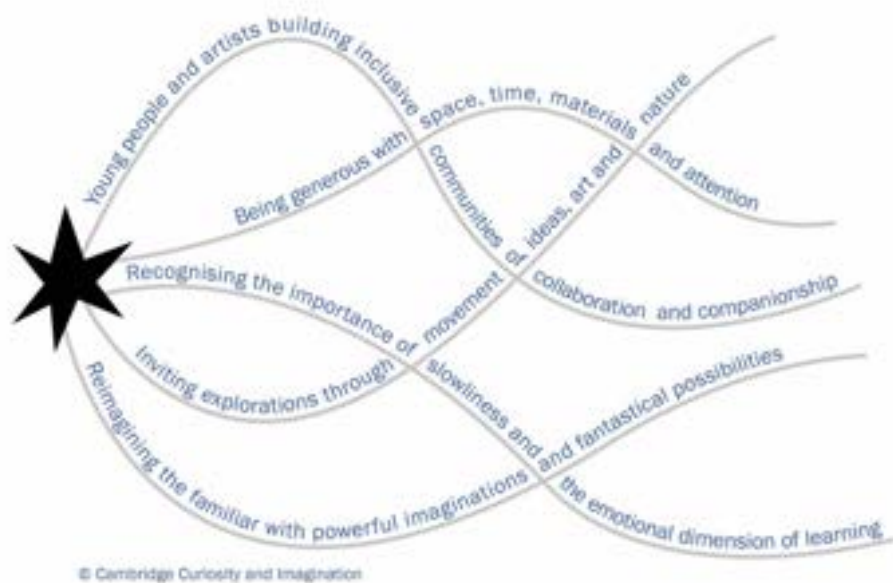 Young people and artists building inclusive communities of collaboration and companionship
Being generous with space, time, materials and attention
Recognising the importance of slowliness and the emotional dimension of learning
Inviting explorations through movement ideas, art and nature
Reimagining the familiar with powerful imaginations and fantastical possibilities
© Cambridge Curiosity and Imagination